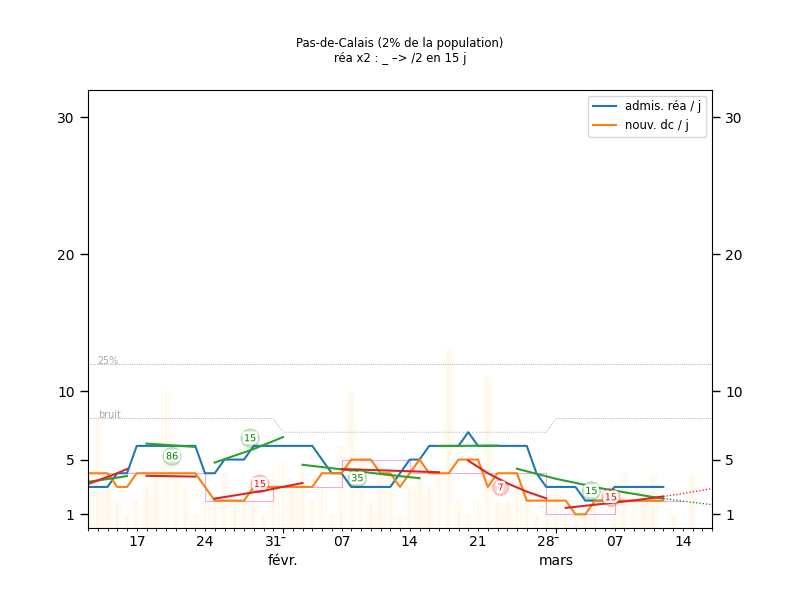 Pas-de-Calais (2% de la population)
réa x2 : _ –> /2 en 15 j
admis. réa / j
nouv. dc / j
30 30
20 20
25%
10 10
bruit
5 5
1 1
86 15 15 35 7 15 15
17 24 31 07 14 21 28 07 14
févr. mars